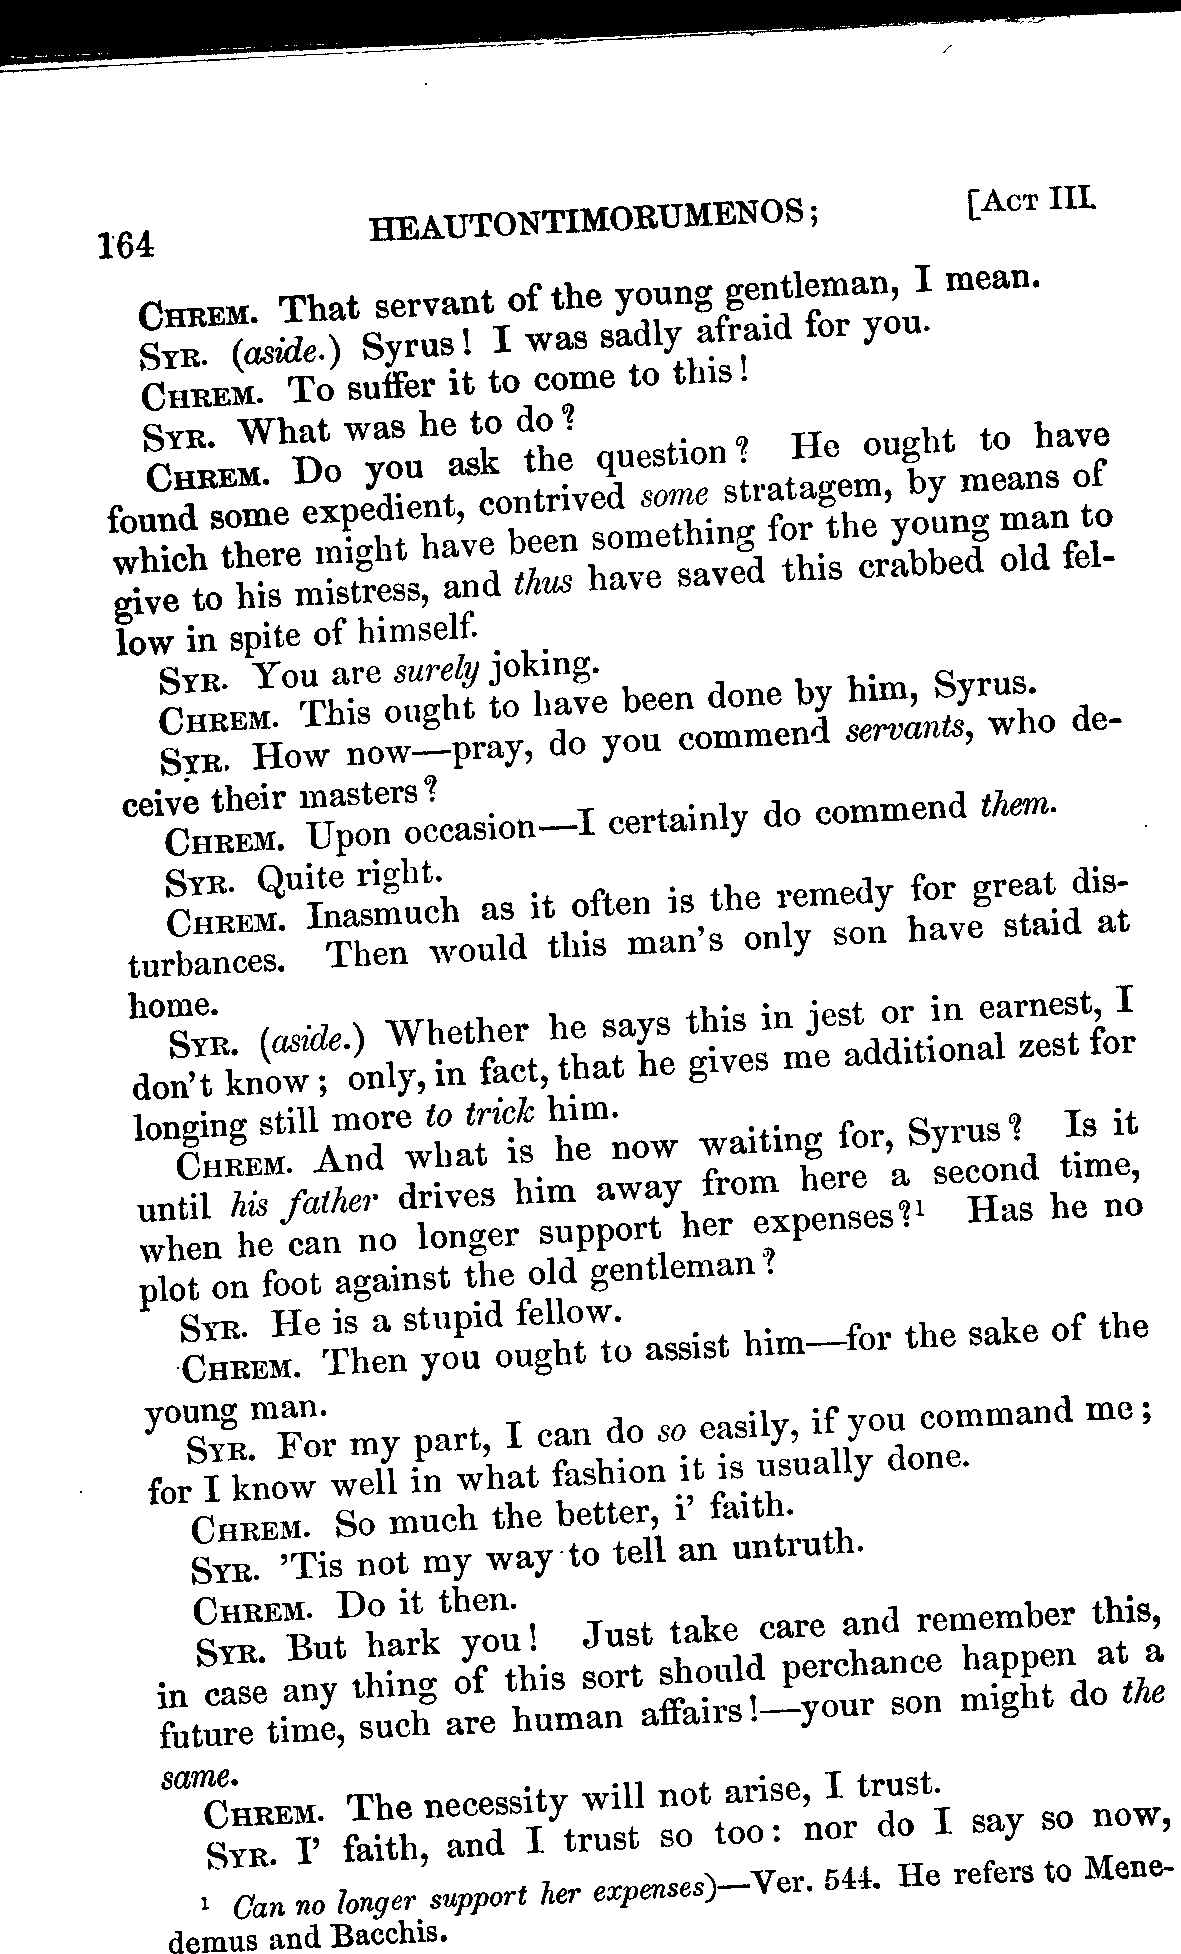 164 HEAUTONTIMORUMENOS; [ACT III.
CHREM. That servant of the young gentleman, I mean.
SYR. (aside.) Syrus! I was sadly afraid for you.
CHREM. To suffer it to come to this!
SYR. What was he to do?
CHREM. Do you ask the question? He ought to have
found some expedient, contrived some stratagem, by means of
which there might have been something for the young man to
give to his mistress, and thus have saved this crabbed old fel-
low in spite of himself.
SYR. You are surely joking.
CHREM. This ought to have been done by him, Syrus.
SYR. How now—pray, do you commend servants, who de-
ceive their masters?
CHREM. Upon occasion—I certainly do commend them.
SYR. Quite right.
CHREM. Inasmuch as it often is the remedy for great dis-
turbances. Then would this man's only son have staid at
home.
SYR. (aside.) Whether he says this in jest or in earnest, I
don't know; only, in fact, that he gives me additional zest for
longing still more to trick him.
CHREM. And what is he now waiting for, Syrus? Is it
until his father drives him away from here a second time,
when he can no longer support her expenses?¹ Has he no
plot on foot against the old gentleman?
SYR. He is a stupid fellow.
CHREM. Then you ought to assist him—for the sake of the
young man.
SYR. For my part, I can do so easily, if you command me;
for I know well in what fashion it is usually done.
CHREM. So much the better, i' faith.
SYR. 'Tis not my way to tell an untruth.
CHREM. Do it then.
SYR. But hark you! Just take care and remember this,
in case any thing of this sort should perchance happen at a
future time, such are human affairs!—your son might do the
same.
CHREM. The necessity will not arise, I trust.
SYR. I' faith, and I trust so too: nor do I say so now,
¹ Can no longer support her expenses)—Ver. 544. He refers to Mene-
demus and Bacchis.